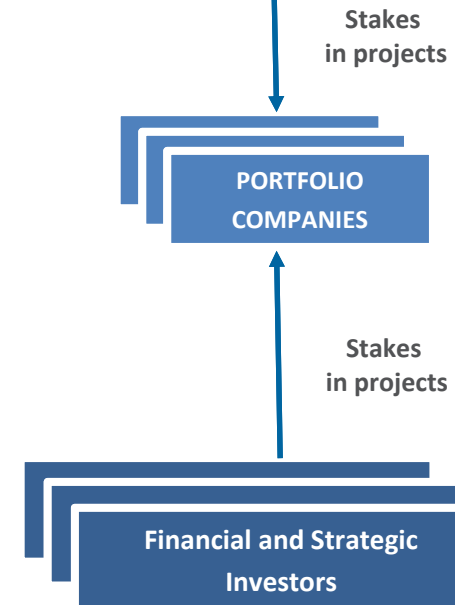 Stakes
in projects
PORTFOLIO
COMPANIES
Stakes
in projects
Financial and Strategic
Investors